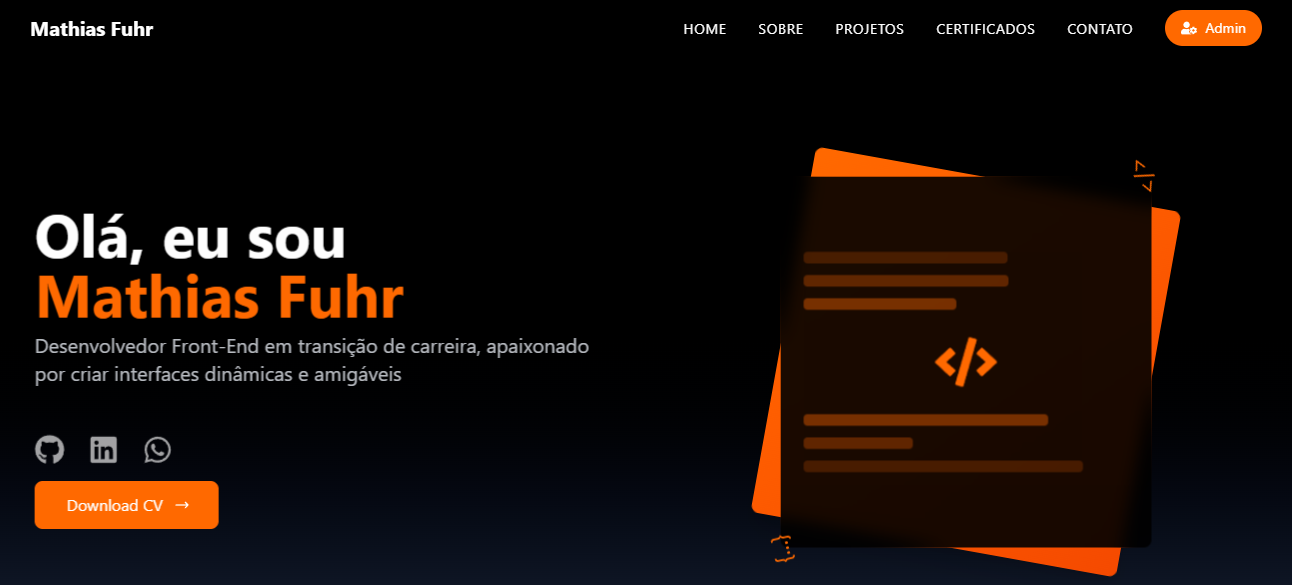 Mathias Fuhr
HOME SOBRE PROJETOS CERTIFICADOS CONTATO Admin
Olá, eu sou
Mathias Fuhr
Desenvolvedor Front-End em transição de carreira, apaixonado
por criar interfaces dinâmicas e amigáveis
in
Download CV →
</>
</>
{...}